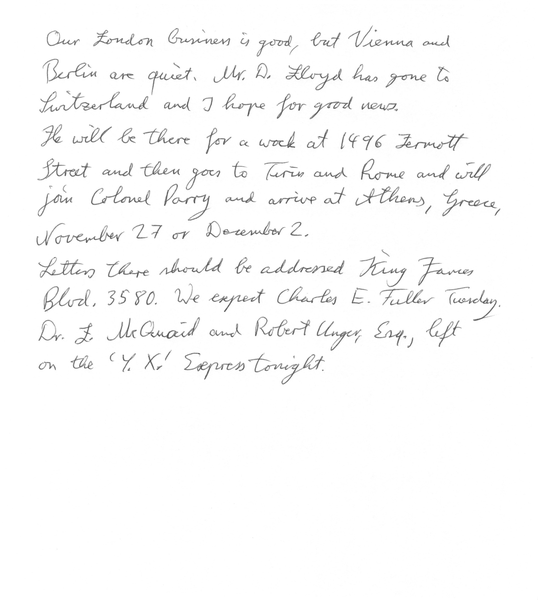 Our London business is good, but Vienna and
Berlin are quiet. Mr. D. Lloyd has gone to
Switzerland and I hope for good news.
He will be there for a week at 1496 Zermott
Street and then goes to Turin and Rome and will
join Colonel Parry and arrive at Athens, Greece,
November 27 or December 2.
Letters there should be addressed King James
Blvd. 3580. We expect Charles E. Fuller Tuesday.
Dr. L. McQuaid and Robert Unger, Esq., left
on the 'Y. X.' Express tonight.